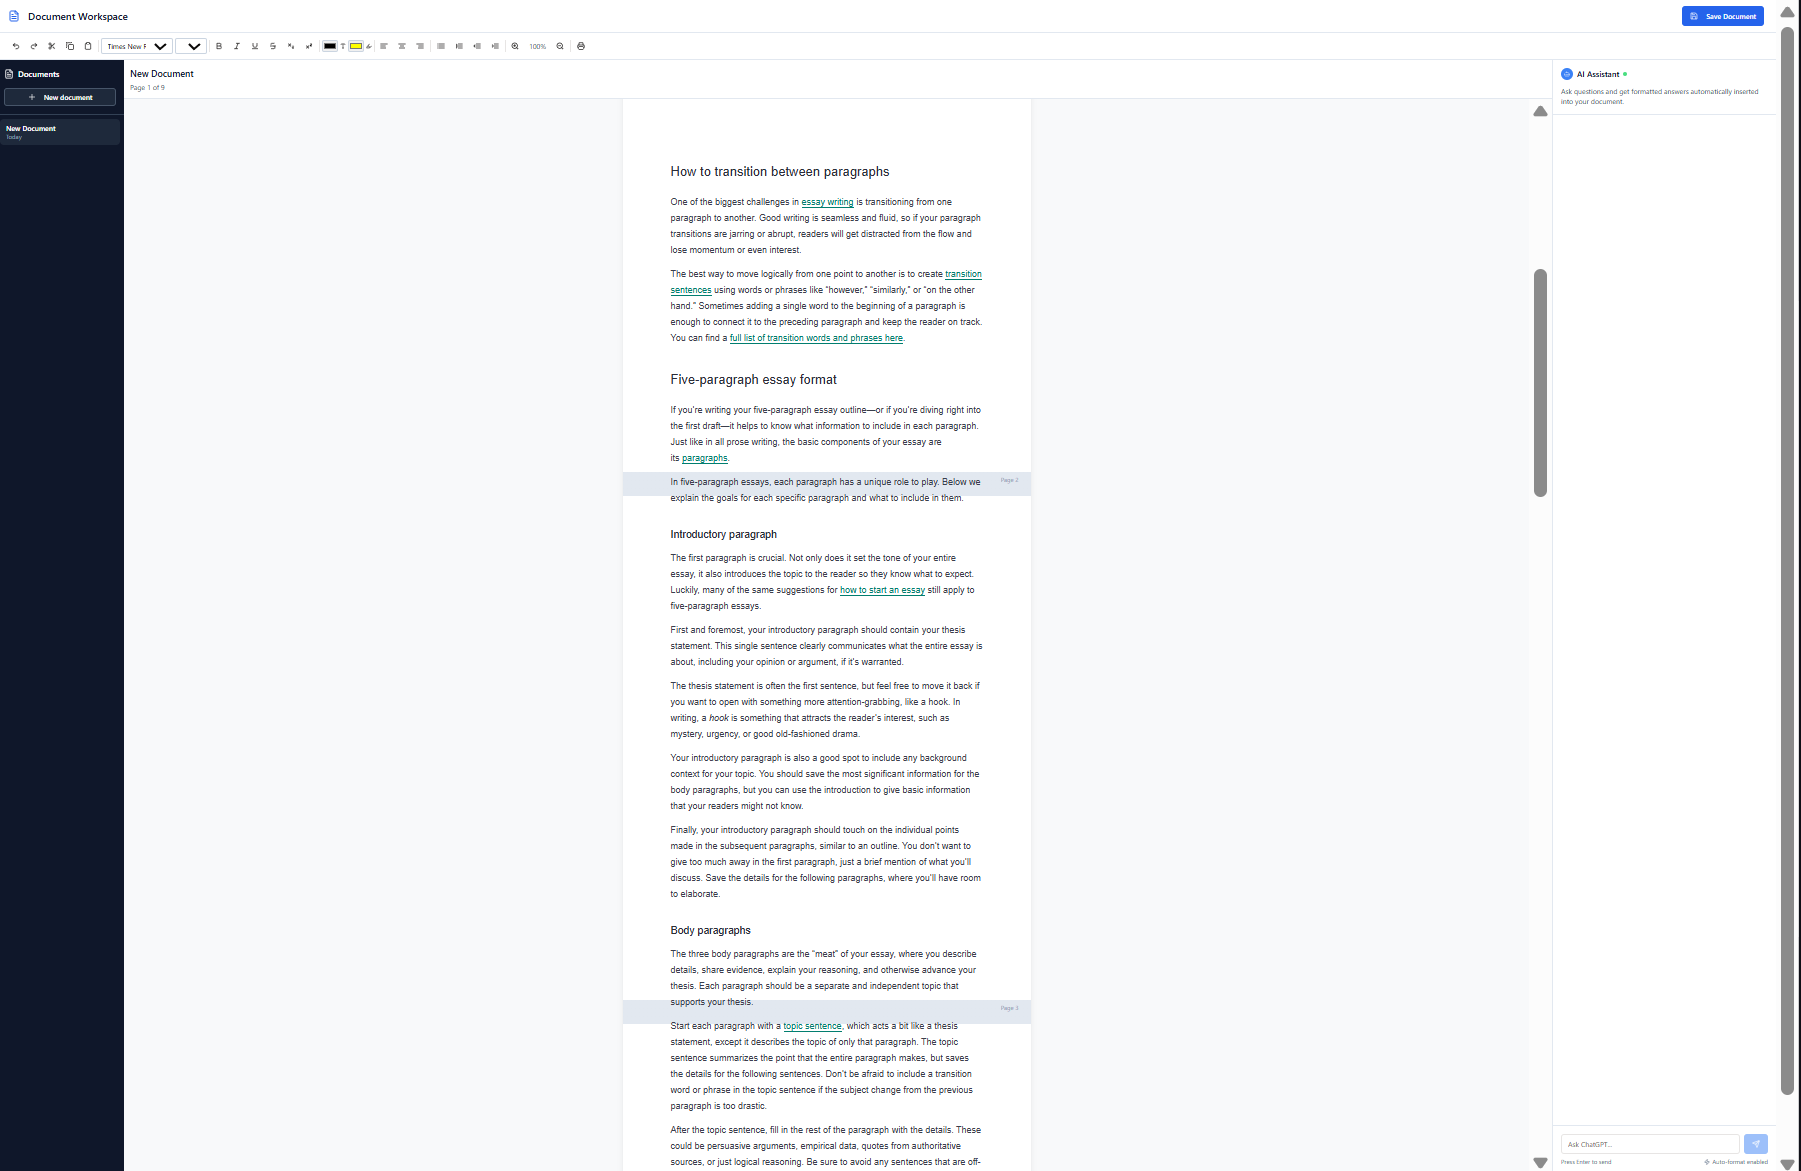 Document Workspace
Save Document
Times New F
100%
Documents
New document
New Document
Today
New Document
Page 1 of 9
How to transition between paragraphs
One of the biggest challenges in essay writing is transitioning from one
paragraph to another. Good writing is seamless and fluid, so if your paragraph
transitions are jarring or abrupt, readers will get distracted from the flow and
lose momentum or even interest.
The best way to move logically from one point to another is to create transition
sentences using words or phrases like “however,” “similarly,” or “on the other
hand.” Sometimes adding a single word to the beginning of a paragraph is
enough to connect it to the preceding paragraph and keep the reader on track.
You can find a full list of transition words and phrases here.
Five-paragraph essay format
If you’re writing your five-paragraph essay outline—or if you’re diving right into
the first draft—it helps to know what information to include in each paragraph.
Just like in all prose writing, the basic components of your essay are
its paragraphs.
In five-paragraph essays, each paragraph has a unique role to play. Below we
Page 2
explain the goals for each specific paragraph and what to include in them.
Introductory paragraph
The first paragraph is crucial. Not only does it set the tone of your entire
essay, it also introduces the topic to the reader so they know what to expect.
Luckily, many of the same suggestions for how to start an essay still apply to
five-paragraph essays.
First and foremost, your introductory paragraph should contain your thesis
statement. This single sentence clearly communicates what the entire essay is
about, including your opinion or argument, if it’s warranted.
The thesis statement is often the first sentence, but feel free to move it back if
you want to open with something more attention-grabbing, like a hook. In
writing, a hook is something that attracts the reader’s interest, such as
mystery, urgency, or good old-fashioned drama.
Your introductory paragraph is also a good spot to include any background
context for your topic. You should save the most significant information for the
body paragraphs, but you can use the introduction to give basic information
that your readers might not know.
Finally, your introductory paragraph should touch on the individual points
made in the subsequent paragraphs, similar to an outline. You don’t want to
give too much away in the first paragraph, just a brief mention of what you’ll
discuss. Save the details for the following paragraphs, where you’ll have room
to elaborate.
Body paragraphs
The three body paragraphs are the “meat” of your essay, where you describe
details, share evidence, explain your reasoning, and otherwise advance your
thesis. Each paragraph should be a separate and independent topic that
supports your thesis.
Page 3
Start each paragraph with a topic sentence, which acts a bit like a thesis
statement, except it describes the topic of only that paragraph. The topic
sentence summarizes the point that the entire paragraph makes, but saves
the details for the following sentences. Don’t be afraid to include a transition
word or phrase in the topic sentence if the subject change from the previous
paragraph is too drastic.
After the topic sentence, fill in the rest of the paragraph with the details. These
could be persuasive arguments, empirical data, quotes from authoritative
sources, or just logical reasoning. Be sure to avoid any sentences that are off-
AI Assistant
Ask questions and get formatted answers automatically inserted
into your document.
Ask ChatGPT...
Press Enter to send
Auto-format enabled